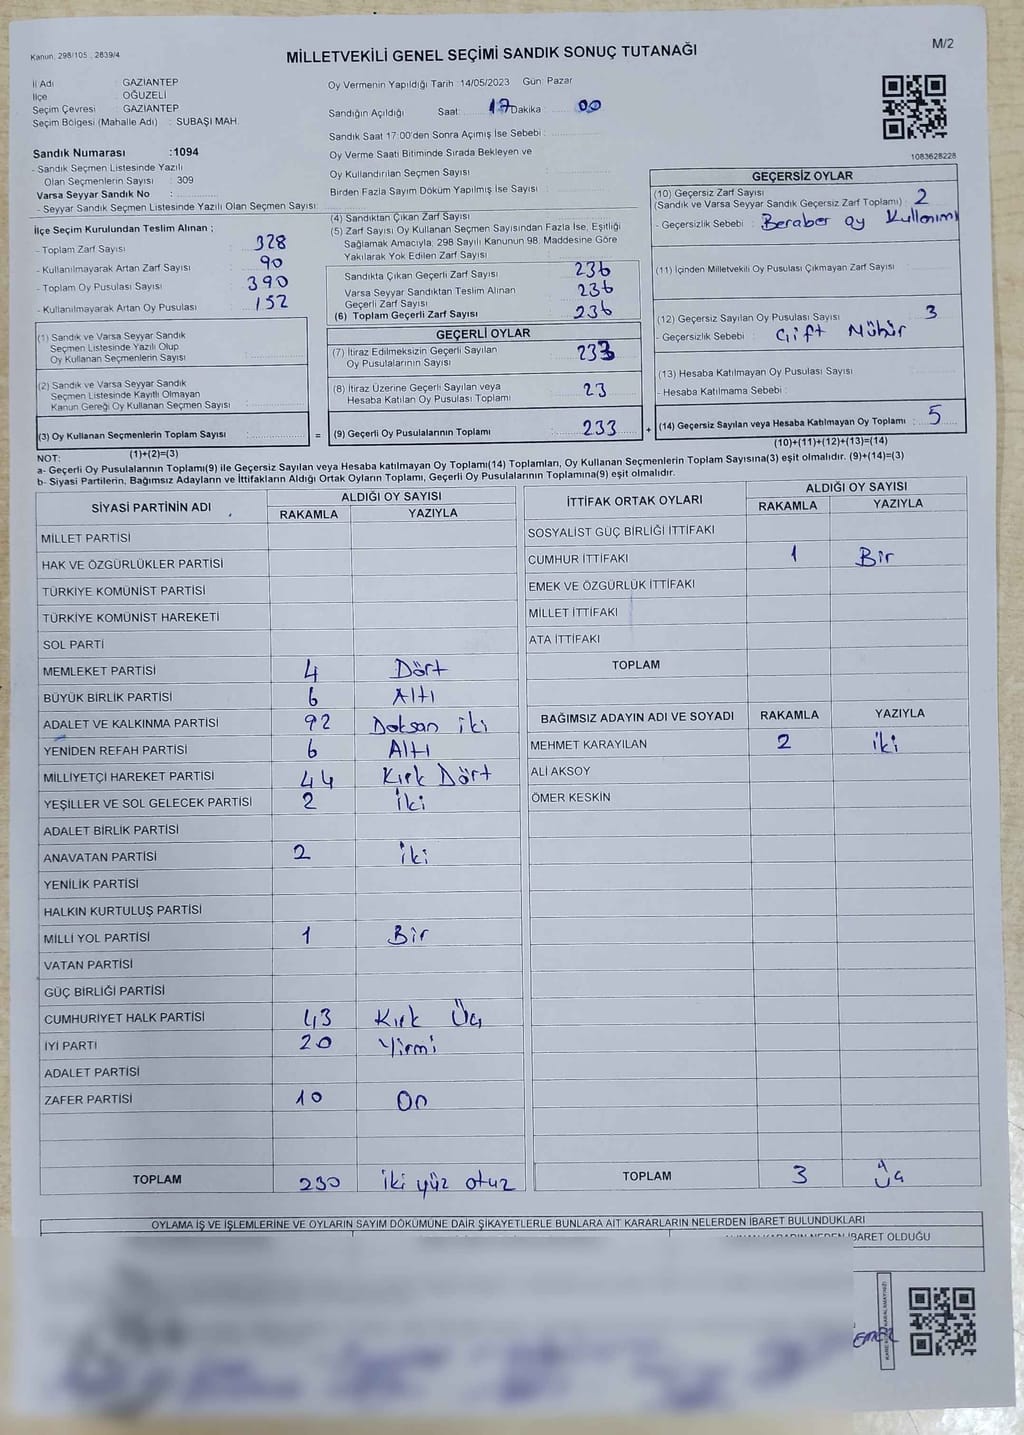 Kanun: 298/105 , 2839/4
MİLLETVEKİLİ GENEL SEÇİMİ SANDIK SONUÇ TUTANAĞI
M/2
İl Adı : GAZİANTEP
İlçe : OĞUZELİ
Seçim Çevresi : GAZİANTEP
Seçim Bölgesi (Mahalle Adı) : SUBAŞI MAH.
Sandık Numarası :1094
- Sandık Seçmen Listesinde Yazılı
Olan Seçmenlerin Sayısı : 309
Varsa Seyyar Sandık No :
- Seyyar Sandık Seçmen Listesinde Yazılı Olan Seçmen Sayısı:
Oy Vermenin Yapıldığı Tarih :14/05/2023 Gün: Pazar
Sandığın Açıldığı Saat: 17 Dakika : 00
Sandık Saat 17:00'den Sonra Açımış İse Sebebi :
Oy Verme Saati Bitiminde Sırada Bekleyen ve
Oy Kullandırılan Seçmen Sayısı :
Birden Fazla Sayım Döküm Yapılmış İse Sayısı :
1083628228
İlçe Seçim Kurulundan Teslim Alınan ;
- Toplam Zarf Sayısı : 328
- Kullanılmayarak Artan Zarf Sayısı : 90
- Toplam Oy Pusulası Sayısı : 390
- Kullanılmayarak Artan Oy Pusulası : 152
(1) Sandık ve Varsa Seyyar Sandık
Seçmen Listesinde Yazılı Olup
Oy Kullanan Seçmenlerin Sayısı :
(2) Sandık ve Varsa Seyyar Sandık
Seçmen Listesinde Kayıtlı Olmayan
Kanun Gereği Oy Kullanan Seçmen Sayısı :
(3) Oy Kullanan Seçmenlerin Toplam Sayısı :
(1)+(2)=(3)
(4) Sandıktan Çıkan Zarf Sayısı :
(5) Zarf Sayısı Oy Kullanan Seçmen Sayısından Fazla İse, Eşitliği
Sağlamak Amacıyla; 298 Sayılı Kanunun 98. Maddesine Göre
Yakılarak Yok Edilen Zarf Sayısı :
Sandıkta Çıkan Geçerli Zarf Sayısı : 236
Varsa Seyyar Sandıktan Teslim Alınan
Geçerli Zarf Sayısı : 236
(6) Toplam Geçerli Zarf Sayısı : 236
GEÇERLİ OYLAR
(7) İtiraz Edilmeksizin Geçerli Sayılan
Oy Pusulalarının Sayısı : 233
(8) İtiraz Üzerine Geçerli Sayılan veya
Hesaba Katılan Oy Pusulası Toplamı : 23
= (9) Geçerli Oy Pusulalarının Toplamı : 233 +
GEÇERSİZ OYLAR
(10) Geçersiz Zarf Sayısı
(Sandık ve Varsa Seyyar Sandık Geçersiz Zarf Toplamı) : 2
- Geçersizlik Sebebi : Beraber oy Kullanımı
(11) İçinden Milletvekili Oy Pusulası Çıkmayan Zarf Sayısı :
(12) Geçersiz Sayılan Oy Pusulası Sayısı : 3
- Geçersizlik Sebebi : Çift Mühür
(13) Hesaba Katılmayan Oy Pusulası Sayısı :
- Hesaba Katılmama Sebebi :
(14) Geçersiz Sayılan veya Hesaba Katılmayan Oy Toplamı : 5
(10)+(11)+(12)+(13)=(14)
NOT:
a- Geçerli Oy Pusulalarının Toplamı(9) ile Geçersiz Sayılan veya Hesaba katılmayan Oy Toplamı(14) Toplamları, Oy Kullanan Seçmenlerin Toplam Sayısına(3) eşit olmalıdır. (9)+(14)=(3)
b- Siyasi Partilerin, Bağımsız Adayların ve İttifakların Aldığı Ortak Oyların Toplamı, Geçerli Oy Pusulalarının Toplamına(9) eşit olmalıdır.
SİYASİ PARTİNİN ADI
ALDIĞI OY SAYISI
RAKAMLA YAZIYLA
MİLLET PARTİSİ
HAK VE ÖZGÜRLÜKLER PARTİSİ
TÜRKİYE KOMÜNİST PARTİSİ
TÜRKİYE KOMÜNİST HAREKETİ
SOL PARTİ
MEMLEKET PARTİSİ 4 Dört
BÜYÜK BİRLİK PARTİSİ 6 Altı
ADALET VE KALKINMA PARTİSİ 92 Doksan iki
YENİDEN REFAH PARTİSİ 6 Altı
MİLLİYETÇİ HAREKET PARTİSİ 44 Kırk Dört
YEŞİLLER VE SOL GELECEK PARTİSİ 2 İki
ADALET BİRLİK PARTİSİ
ANAVATAN PARTİSİ 2 İki
YENİLİK PARTİSİ
HALKIN KURTULUŞ PARTİSİ
MİLLİ YOL PARTİSİ 1 Bir
VATAN PARTİSİ
GÜÇ BİRLİĞİ PARTİSİ
CUMHURİYET HALK PARTİSİ 43 Kırk Üç
İYİ PARTİ 20 Yirmi
ADALET PARTİSİ
ZAFER PARTİSİ 10 On
TOPLAM 230 İki yüz otuz
İTTİFAK ORTAK OYLARI
ALDIĞI OY SAYISI
RAKAMLA YAZIYLA
SOSYALİST GÜÇ BİRLİĞİ İTTİFAKI
CUMHUR İTTİFAKI 1 Bir
EMEK VE ÖZGÜRLÜK İTTİFAKI
MİLLET İTTİFAKI
ATA İTTİFAKI
TOPLAM
BAĞIMSIZ ADAYIN ADI VE SOYADI RAKAMLA YAZIYLA
MEHMET KARAYILAN 2 İki
ALİ AKSOY
ÖMER KESKİN
TOPLAM 3 Üç
OYLAMA İŞ VE İŞLEMLERİNE VE OYLARIN SAYIM DÖKÜMÜNE DAİR ŞİKAYETLERLE BUNLARA AİT KARARLARIN NELERDEN İBARET BULUNDUKLARI
İBARET OLDUĞU